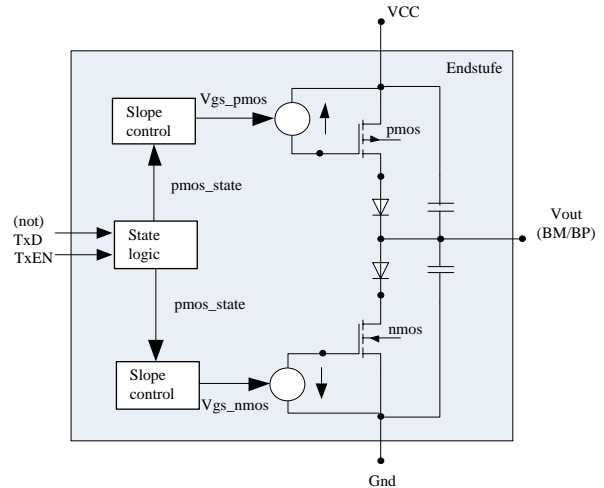 VCC
Endstufe
Slope
control
Vgs_pmos
pmos
pmos_state
(not)
TxD
TxEN
State
logic
Vout
(BM/BP)
pmos_state
nmos
Slope
control
Vgs_nmos
Gnd